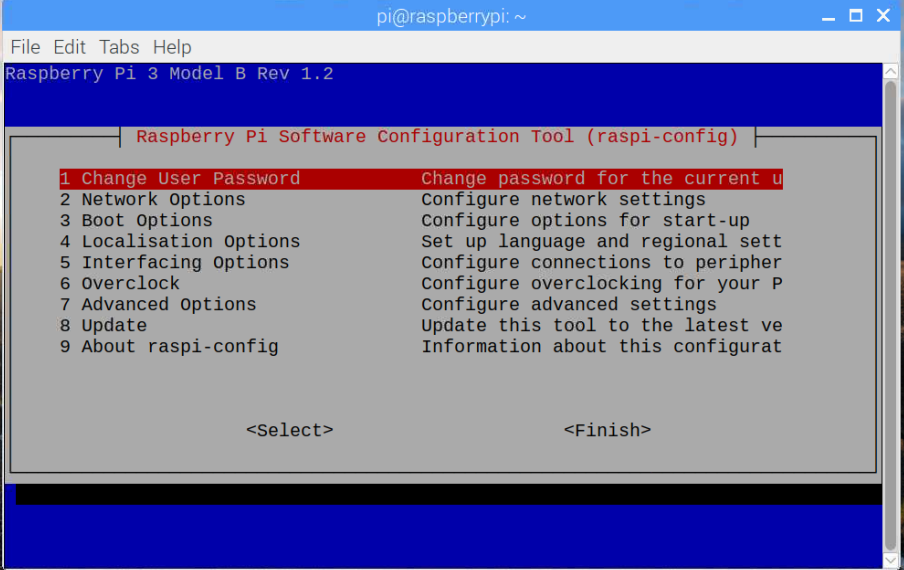 pi@raspberrypi: ~
File Edit Tabs Help
Raspberry Pi 3 Model B Rev 1.2
Raspberry Pi Software Configuration Tool (raspi-config)
1 Change User Password Change password for the current u
2 Network Options Configure network settings
3 Boot Options Configure options for start-up
4 Localisation Options Set up language and regional sett
5 Interfacing Options Configure connections to peripher
6 Overclock Configure overclocking for your P
7 Advanced Options Configure advanced settings
8 Update Update this tool to the latest ve
9 About raspi-config Information about this configurat
<Select> <Finish>